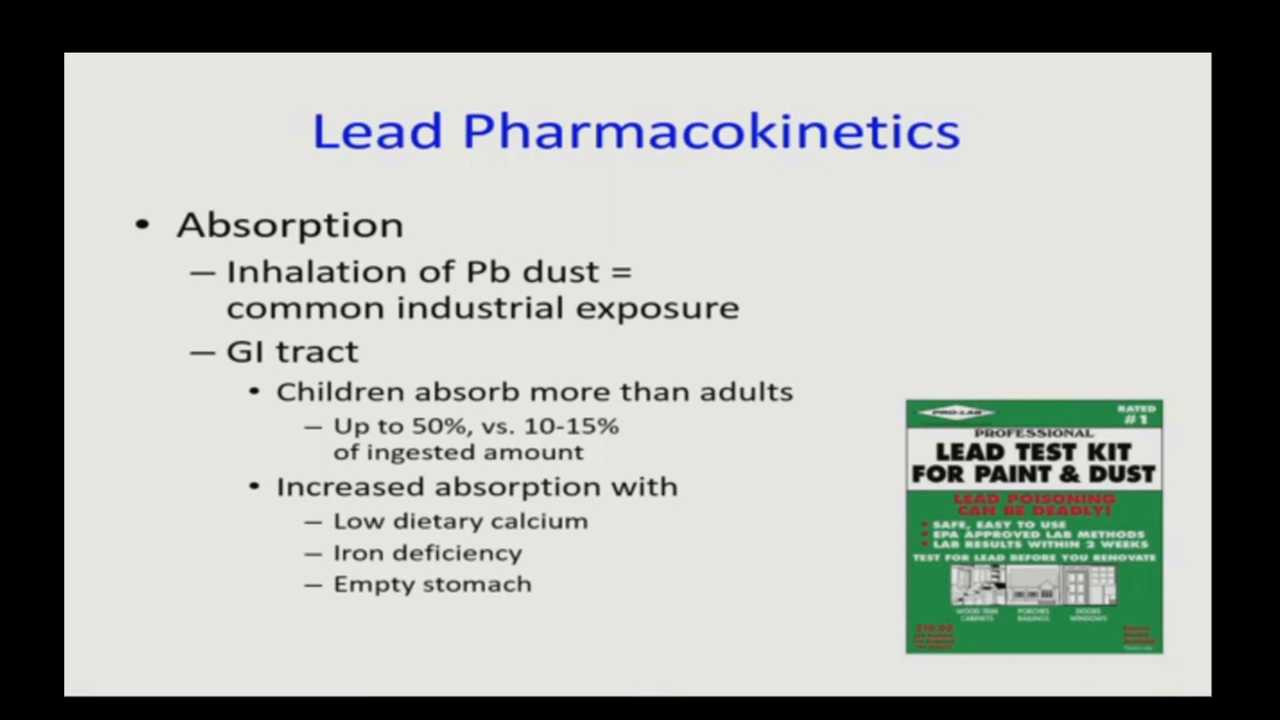 Lead Pharmacokinetics
• Absorption
– Inhalation of Pb dust =
common industrial exposure
– GI tract
• Children absorb more than adults
– Up to 50%, vs. 10-15%
of ingested amount
• Increased absorption with
– Low dietary calcium
– Iron deficiency
– Empty stomach
PRO-LAB
RATED
#1
PROFESSIONAL
LEAD TEST KIT
FOR PAINT & DUST
LEAD POISONING
CAN BE DEADLY!
• SAFE, EASY TO USE
• EPA APPROVED LAB METHODS
• LAB RESULTS WITHIN 2 WEEKS
TEST FOR LEAD BEFORE YOU RENOVATE
WOOD TRIM
CABINETS
PORCHES
RAILINGS
DOORS
WINDOWS